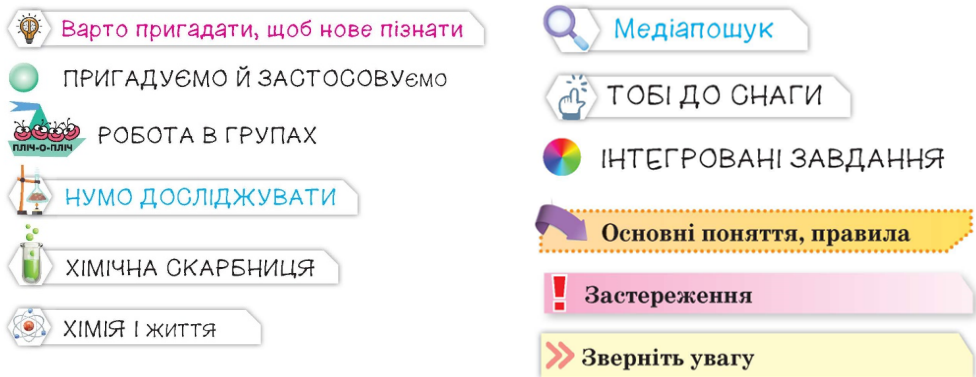 Варто пригадати, щоб нове пізнати
ПРИГАДУЄМО Й ЗАСТОСОВУЄМО
ПЛІЧ-О-ПЛІЧ
РОБОТА В ГРУПАХ
НУМО ДОСЛІДЖУВАТИ
ХІМІЧНА СКАРБНИЦЯ
ХІМІЯ І ЖИТТЯ
Медіапошук
ТОБІ ДО СНАГИ
ІНТЕГРОВАНІ ЗАВДАННЯ
Основні поняття, правила
Застереження
Зверніть увагу